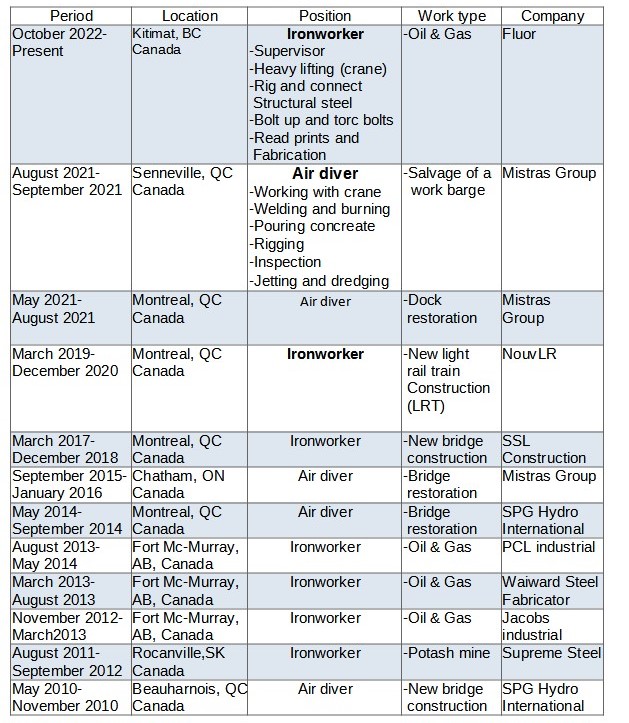 Period Location Position Work type Company
October 2022- Kitimat, BC Ironworker -Oil & Gas Fluor
Present Canada -Supervisor
-Heavy lifting (crane)
-Rig and connect
Structural steel
-Bolt up and torc bolts
-Read prints and
Fabrication
August 2021- Senneville, QC Air diver -Salvage of a Mistras Group
September 2021 Canada -Working with crane work barge
-Welding and burning
-Pouring concreate
-Rigging
-Inspection
-Jetting and dredging
May 2021- Montreal, QC Air diver -Dock Mistras
August 2021 Canada restoration Group
March 2019- Montreal, QC Ironworker -New light NouvLR
December 2020 Canada rail train
Construction
(LRT)
March 2017- Montreal, QC Ironworker -New bridge SSL
December 2018 Canada construction Construction
September 2015- Chatham, ON Air diver -Bridge Mistras Group
January 2016 Canada restoration
May 2014- Montreal, QC Air diver -Bridge SPG Hydro
September 2014 Canada restoration International
August 2013- Fort Mc-Murray, Ironworker -Oil & Gas PCL industrial
May 2014 AB, Canada
March 2013- Fort Mc-Murray, Ironworker -Oil & Gas Waiward Steel
August 2013 AB, Canada Fabricator
November 2012- Fort Mc-Murray, Ironworker -Oil & Gas Jacobs
March2013 AB, Canada industrial
August 2011- Rocanville,SK Ironworker -Potash mine Supreme Steel
September 2012 Canada
May 2010- Beauharnois, QC Air diver -New bridge SPG Hydro
November 2010 Canada construction International